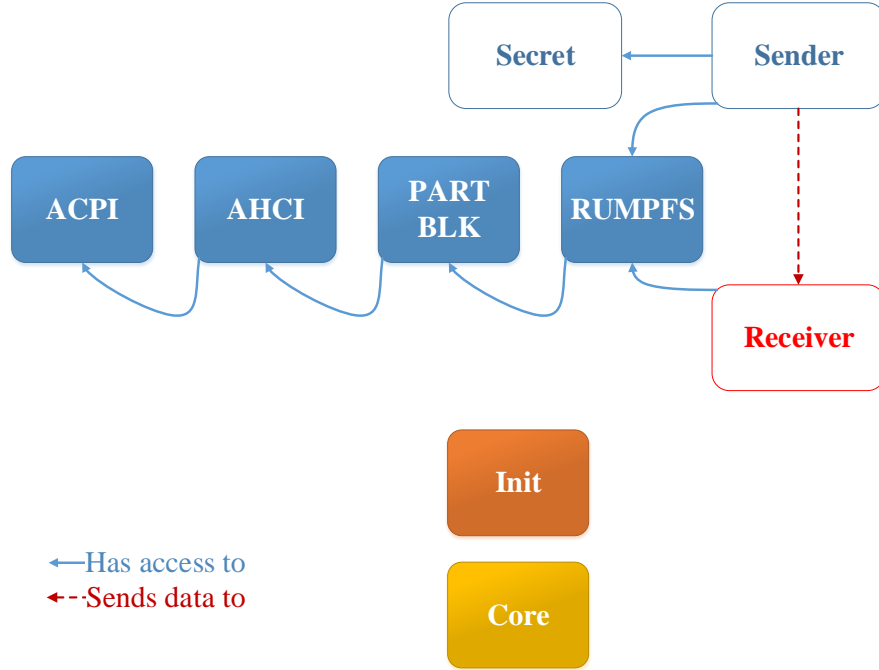 Secret
Sender
ACPI
AHCI
PART
BLK
RUMPFS
Receiver
Init
Has access to
Sends data to
Core